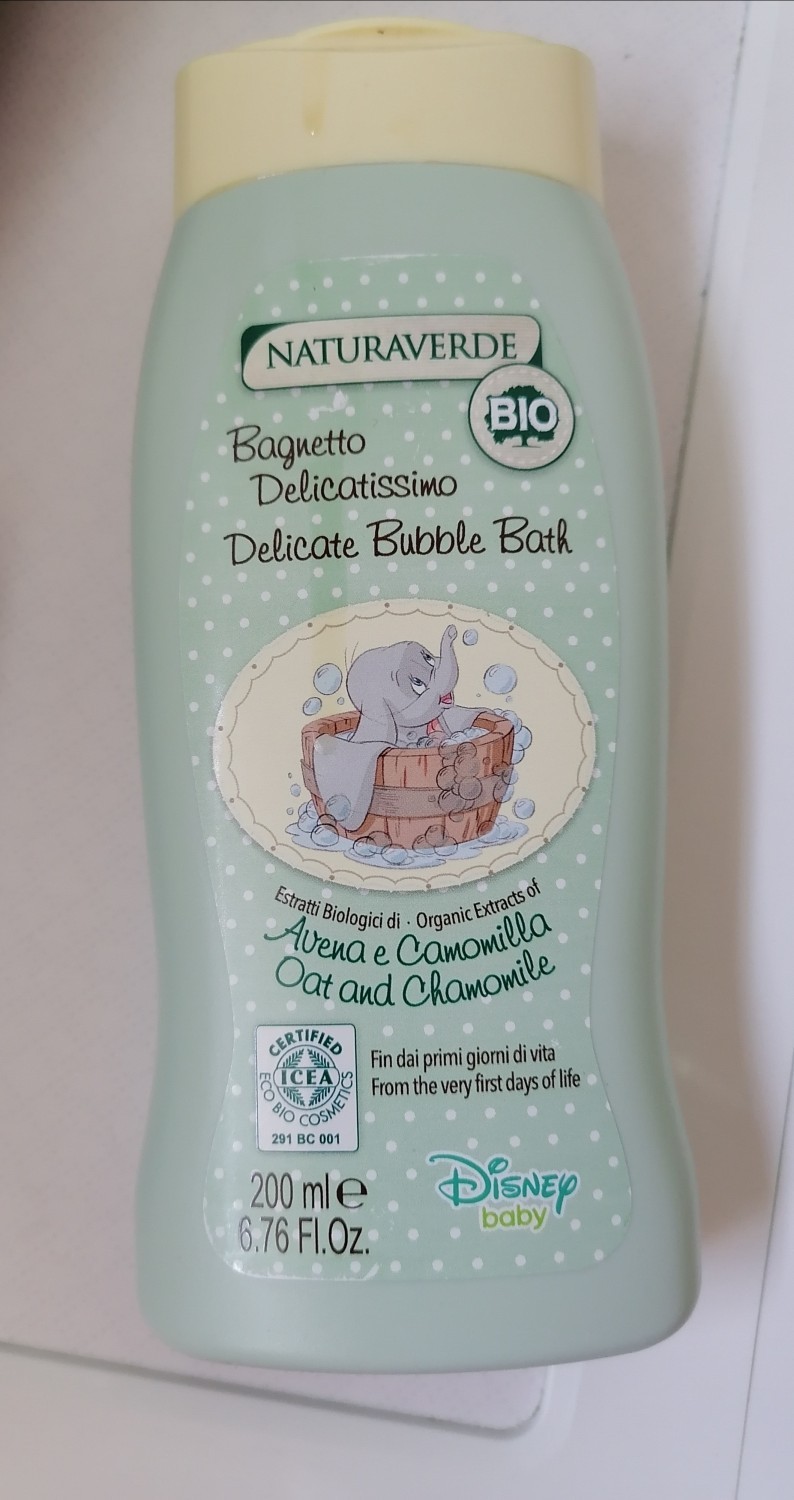 NATURAVERDE
BIO
Bagnetto
Delicatissimo
Delicate Bubble Bath
Estratti Biologici di · Organic Extracts of
Avena e Camomilla
Oat and Chamomile
CERTIFIED
ICEA
ECO BIO COSMETICS
291 BC 001
Fin dai primi giorni di vita
From the very first days of life
200 ml e
6.76 Fl.Oz.
Disney
baby